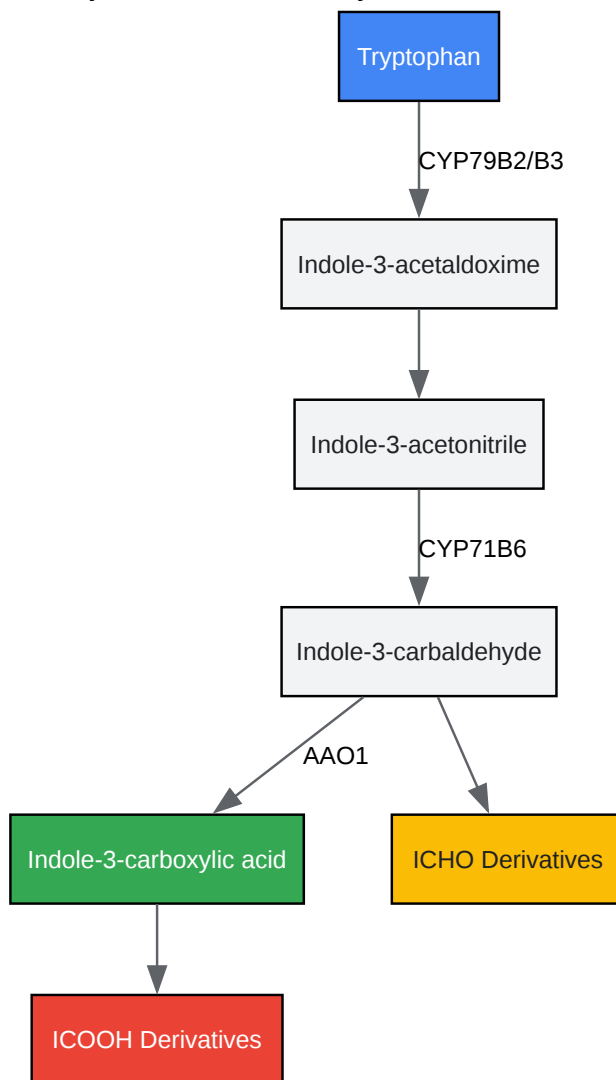 Tryptophan
CYP79B2/B3
Indole-3-acetaldoxime
Indole-3-acetonitrile
CYP71B6
Indole-3-carbaldehyde
AAO1
Indole-3-carboxylic acid
ICHO Derivatives
ICOOH Derivatives